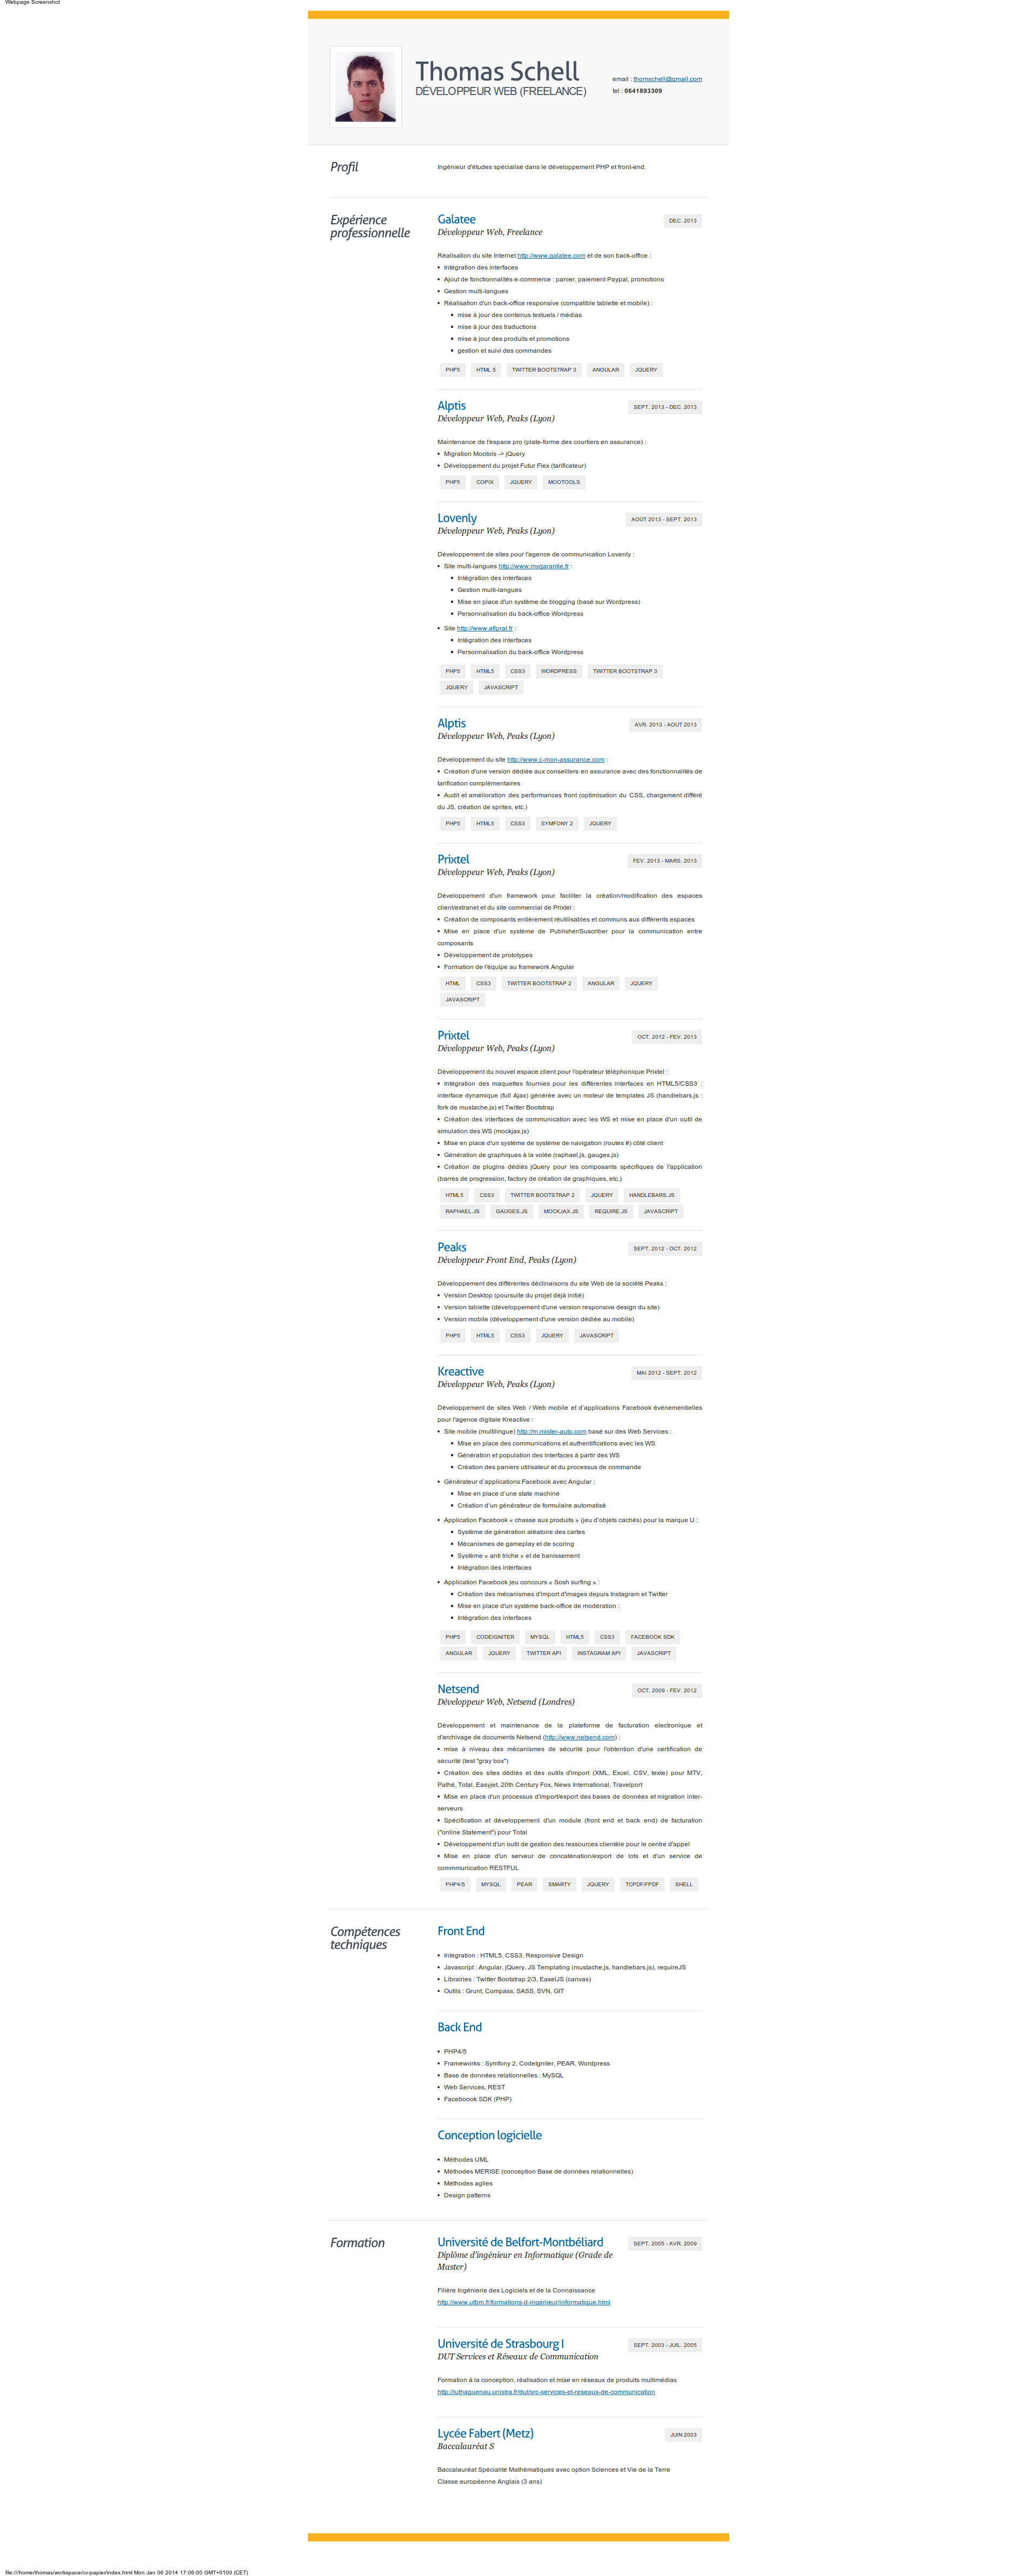 Webpage Screenshot
Thomas Schell
DÉVELOPPEUR WEB (FREELANCE)
email : thomschell@gmail.com
tel : 0641893309
Profil
Ingénieur d'études spécialisé dans le développement PHP et front-end.
Expérience
professionnelle
Galatee
DEC. 2013
Développeur Web, Freelance
Réalisation du site Internet http://www.galatee.com et de son back-office :
• Intégration des interfaces
• Ajout de fonctionnalités e-commerce : panier, paiement Paypal, promotions
• Gestion multi-langues
• Réalisation d'un back-office responsive (compatible tablette et mobile) :
• mise à jour des contenus textuels / médias
• mise à jour des traductions
• mise à jour des produits et promotions
• gestion et suivi des commandes
PHP5 HTML 5 TWITTER BOOTSTRAP 3 ANGULAR JQUERY
Alptis
SEPT. 2013 - DEC. 2013
Développeur Web, Peaks (Lyon)
Maintenance de l'espace pro (plate-forme des courtiers en assurance) :
• Migration Mootols -> jQuery
• Développement du projet Futur Flex (tarificateur)
PHP5 COPIX JQUERY MOOTOOLS
Lovenly
AOÛT 2013 - SEPT. 2013
Développeur Web, Peaks (Lyon)
Développement de sites pour l'agence de communication Lovenly :
• Site multi-langues http://www.mygarantie.fr :
• Intégration des interfaces
• Gestion multi-langues
• Mise en place d'un système de blogging (basé sur Wordpress)
• Personnalisation du back-office Wordpress
• Site http://www.afipral.fr :
• Intégration des interfaces
• Personnalisation du back-office Wordpress
PHP5 HTML5 CSS3 WORDPRESS TWITTER BOOTSTRAP 3
JQUERY JAVASCRIPT
Alptis
AVR. 2013 - AOUT 2013
Développeur Web, Peaks (Lyon)
Développement du site http://www.c-mon-assurance.com :
• Création d'une version dédiée aux conseillers en assurance avec des fonctionnalités de
tarification complémentaires
• Audit et amélioration des performances front (optimisation du CSS, chargement différé
du JS, création de sprites, etc.)
PHP5 HTML5 CSS3 SYMFONY 2 JQUERY
Prixtel
FEV. 2013 - MARS. 2013
Développeur Web, Peaks (Lyon)
Développement d'un framework pour faciliter la création/modification des espaces
client/extranet et du site commercial de Prixtel :
• Création de composants entièrement réutilisables et communs aux différents espaces
• Mise en place d'un système de Publisher/Suscriber pour la communication entre
composants
• Développement de prototypes
• Formation de l'équipe au framework Angular
HTML CSS3 TWITTER BOOTSTRAP 2 ANGULAR JQUERY
JAVASCRIPT
Prixtel
OCT. 2012 - FEV. 2013
Développeur Web, Peaks (Lyon)
Développement du nouvel espace client pour l'opérateur téléphonique Prixtel :
• Intégration des maquettes fournies pour les différentes interfaces en HTML5/CSS3 :
interface dynamique (full Ajax) générée avec un moteur de templates JS (handlebars.js :
fork de mustache.js) et Twitter Bootstrap
• Création des interfaces de communication avec les WS et mise en place d'un outil de
simulation des WS (mockjax.js)
• Mise en place d'un système de système de navigation (routes #) côté client
• Génération de graphiques à la volée (raphael.js, gauges.js)
• Création de plugins dédiés jQuery pour les composants spécifiques de l'application
(barres de progression, factory de création de graphiques, etc.)
HTML5 CSS3 TWITTER BOOTSTRAP 2 JQUERY HANDLEBARS.JS
RAPHAEL.JS GAUGES.JS MOCKJAX.JS REQUIRE.JS JAVASCRIPT
Peaks
SEPT. 2012 - OCT. 2012
Développeur Front End, Peaks (Lyon)
Développement des différentes déclinaisons du site Web de la société Peaks :
• Version Desktop (poursuite du projet déjà initié)
• Version tablette (développement d'une version responsive design du site)
• Version mobile (développement d'une version dédiée au mobile)
PHP5 HTML5 CSS3 JQUERY JAVASCRIPT
Kreactive
MAI 2012 - SEPT. 2012
Développeur Web, Peaks (Lyon)
Développement de sites Web / Web mobile et d'applications Facebook évènementielles
pour l'agence digitale Kreactive :
• Site mobile (multilingue) http://m.mister-auto.com basé sur des Web Services :
• Mise en place des communications et authentifications avec les WS
• Génération et population des interfaces à partir des WS
• Création des paniers utilisateur et du processus de commande
• Générateur d'applications Facebook avec Angular :
• Mise en place d'une state machine
• Création d'un générateur de formulaire automatisé
• Application Facebook « chasse aux produits » (jeu d'objets cachés) pour la marque U :
• Système de génération aléatoire des cartes
• Mécanismes de gameplay et de scoring
• Système « anti triche » et de banissement
• Intégration des interfaces
• Application Facebook jeu concours « Sosh surfing » :
• Création des mécanismes d'import d'images depuis Instagram et Twitter
• Mise en place d'un système back-office de modération :
• Intégration des interfaces
PHP5 CODEIGNITER MYSQL HTML5 CSS3 FACEBOOK SDK
ANGULAR JQUERY TWITTER API INSTAGRAM API JAVASCRIPT
Netsend
OCT. 2009 - FEV. 2012
Développeur Web, Netsend (Londres)
Développement et maintenance de la plateforme de facturation electronique et
d'archivage de documents Netsend (http://www.netsend.com) :
• mise à niveau des mécanismes de sécurité pour l'obtention d'une certification de
sécurité (test "gray box")
• Création des sites dédiés et des outils d'import (XML, Excel, CSV, texte) pour MTV,
Pathé, Total, Easyjet, 20th Century Fox, News International, Travelport
• Mise en place d'un processus d'import/export des bases de données et migration inter-
serveurs
• Spécification et développement d'un module (front end et back end) de facturation
("online Statement") pour Total
• Développement d'un outil de gestion des ressources clientèle pour le centre d'appel
• Mise en place d'un serveur de concaténation/export de lots et d'un service de
commmunication RESTFUL
PHP4/5 MYSQL PEAR SMARTY JQUERY TCPDF/FPDF SHELL
Compétences
techniques
Front End
• Intégration : HTML5, CSS3, Responsive Design
• Javascript : Angular, jQuery, JS Templating (mustache.js, handlebars.js), requireJS
• Librairies : Twitter Bootstrap 2/3, EaselJS (canvas)
• Outils : Grunt, Compass, SASS, SVN, GIT
Back End
• PHP4/5
• Frameworks : Symfony 2, CodeIgniter, PEAR, Wordpress
• Base de données relationnelles : MySQL
• Web Services, REST
• Faceboook SDK (PHP)
Conception logicielle
• Méthodes UML
• Méthodes MERISE (conception Base de données relationnelles)
• Méthodes agiles
• Design patterns
Formation
Université de Belfort-Montbéliard
SEPT. 2005 - AVR. 2009
Diplôme d'ingénieur en Informatique (Grade de
Master)
Filière Ingénierie des Logiciels et de la Connaissance
http://www.utbm.fr/formations-d-ingenieur/informatique.html
Université de Strasbourg I
SEPT. 2003 - JUIL. 2005
DUT Services et Réseaux de Communication
Formation à la conception, réalisation et mise en réseaux de produits multimédias
http://iuthaguenau.unistra.fr/dut/src-services-et-reseaux-de-communication
Lycée Fabert (Metz)
JUIN 2003
Baccalauréat S
Baccalauréat Spécialité Mathématiques avec option Sciences et Vie de la Terre
Classe européenne Anglais (3 ans)
file:///home/thomas/workspace/cv-papier/index.html Mon Jan 06 2014 17:06:00 GMT+0100 (CET)